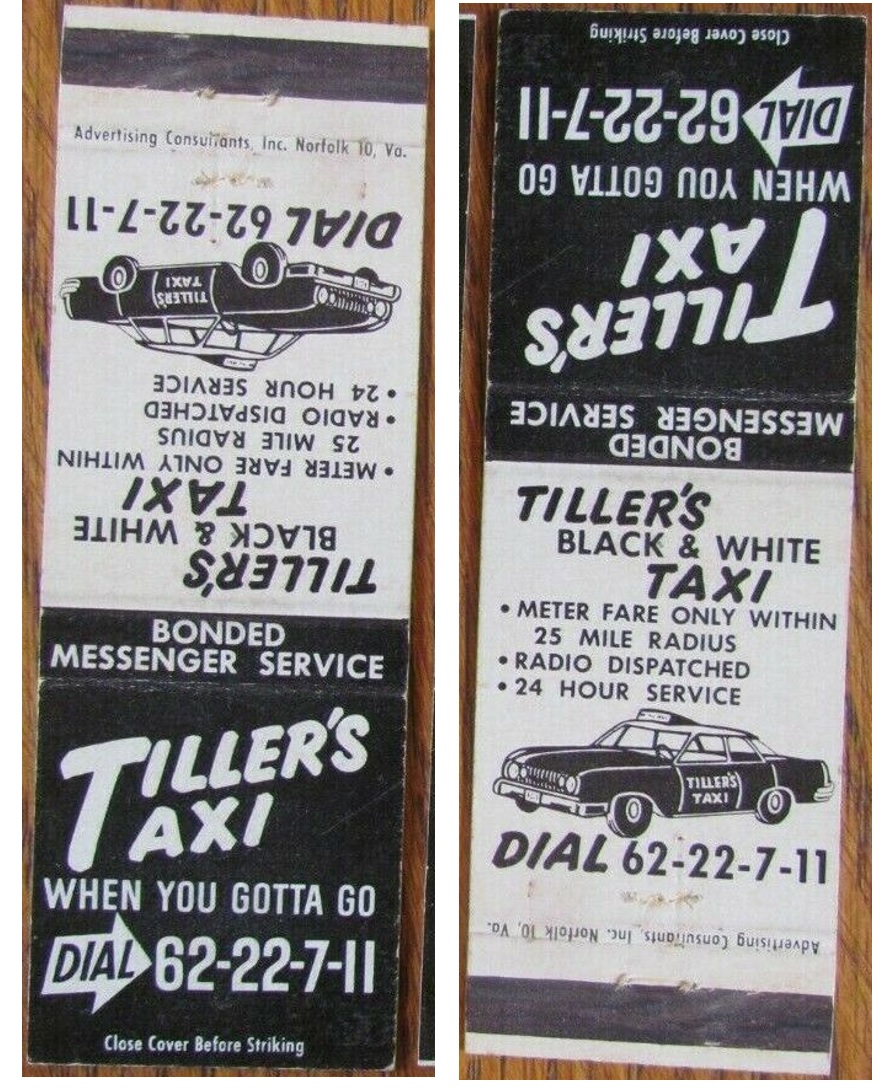 Advertising Consultants, Inc. Norfolk 10, Va.
DIAL 62-22-7-11
TILLER'S
TAXI
• 24 HOUR SERVICE
• RADIO DISPATCHED
25 MILE RADIUS
• METER FARE ONLY WITHIN
TAXI
BLACK & WHITE
TILLER'S
BONDED
MESSENGER SERVICE
TILLER'S
TAXI
WHEN YOU GOTTA GO
DIAL 62-22-7-11
Close Cover Before Striking
Close Cover Before Striking
DIAL 62-22-7-11
WHEN YOU GOTTA GO
TAXI
TILLER'S
MESSENGER SERVICE
BONDED
TILLER'S
BLACK & WHITE
TAXI
• METER FARE ONLY WITHIN
25 MILE RADIUS
• RADIO DISPATCHED
• 24 HOUR SERVICE
TILLER'S
TAXI
DIAL 62-22-7-11
Advertising Consultants, Inc. Norfolk 10, Va.